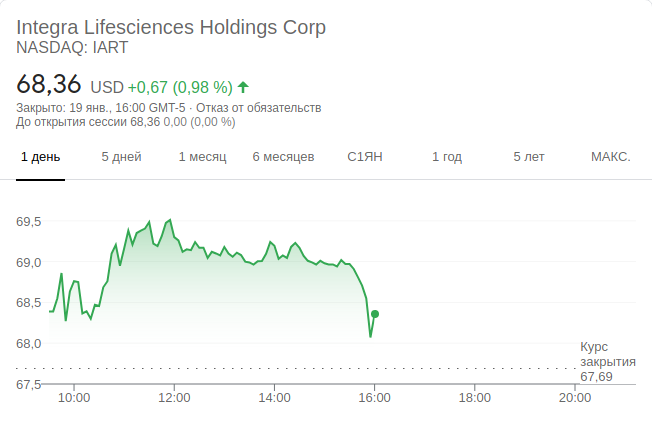 Integra Lifesciences Holdings Corp
NASDAQ: IART
68,36 USD +0,67 (0,98 %)
Закрыто: 19 янв., 16:00 GMT-5 · Отказ от обязательств
До открытия сессии 68,36 0,00 (0,00 %)
1 день 5 дней 1 месяц 6 месяцев С1ЯН 1 год 5 лет МАКС.
69,5
69,0
68,5
68,0
Курс
закрытия
67,69
67,5
10:00 12:00 14:00 16:00 18:00 20:00